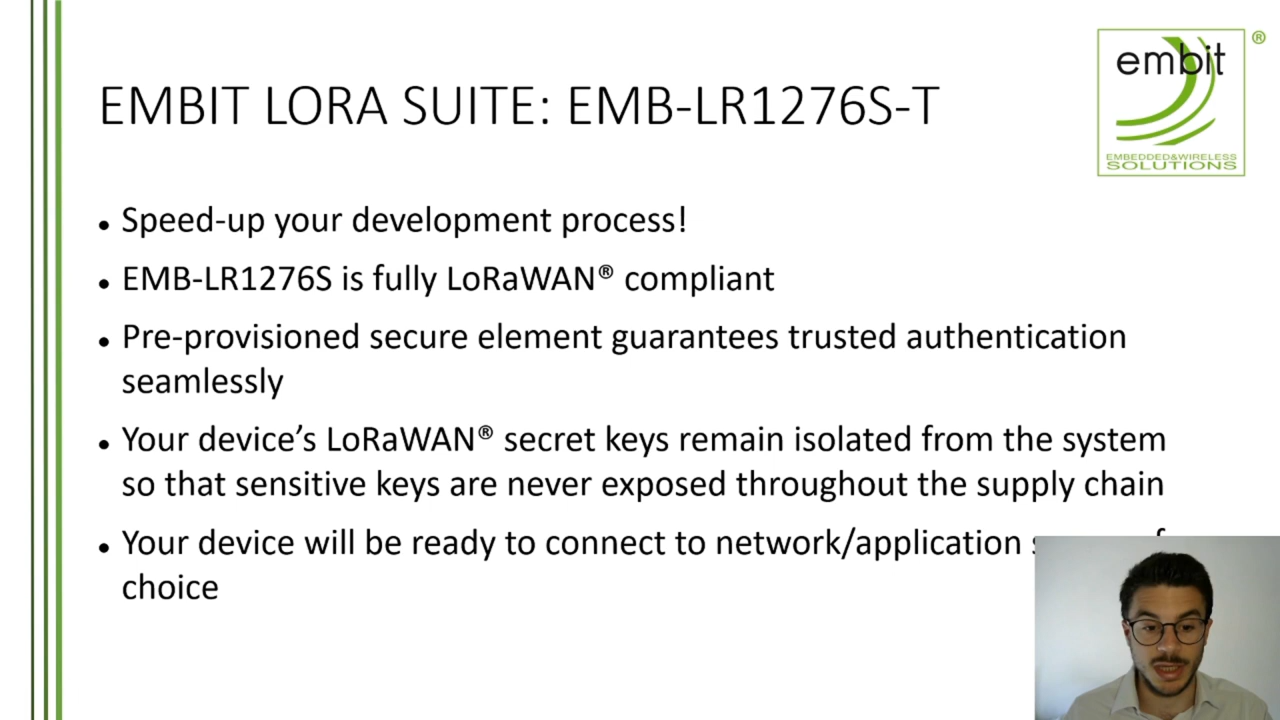 embit
®
EMBEDDED&WIRELESS
SOLUTIONS
EMBIT LORA SUITE: EMB-LR1276S-T
• Speed-up your development process!
• EMB-LR1276S is fully LoRaWAN® compliant
• Pre-provisioned secure element guarantees trusted authentication
seamlessly
• Your device’s LoRaWAN® secret keys remain isolated from the system
so that sensitive keys are never exposed throughout the supply chain
• Your device will be ready to connect to network/application
choice